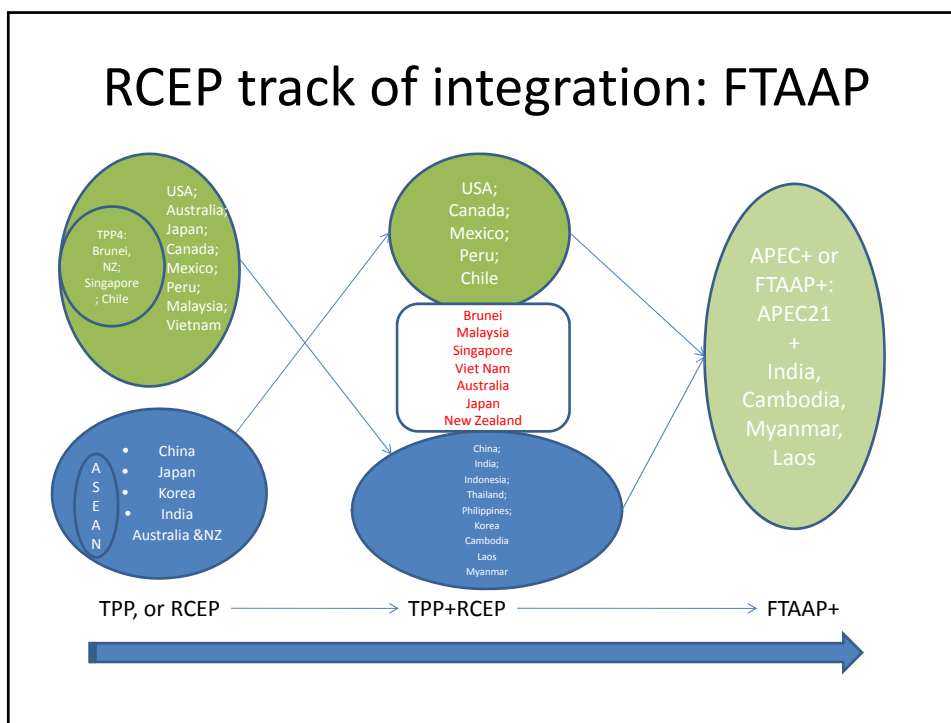 RCEP track of integration: FTAAP
TPP4:
Brunei,
NZ;
Singapore
; Chile
USA;
Australia;
Japan;
Canada;
Mexico;
Peru;
Malaysia;
Vietnam
A
S
E
A
N
• China
• Japan
• Korea
• India
Australia &NZ
USA;
Canada;
Mexico;
Peru;
Chile
Brunei
Malaysia
Singapore
Viet Nam
Australia
Japan
New Zealand
China;
India;
Indonesia;
Thailand;
Philippines;
Korea
Cambodia
Laos
Myanmar
APEC+ or
FTAAP+:
APEC21
+
India,
Cambodia,
Myanmar,
Laos
TPP, or RCEP
TPP+RCEP
FTAAP+